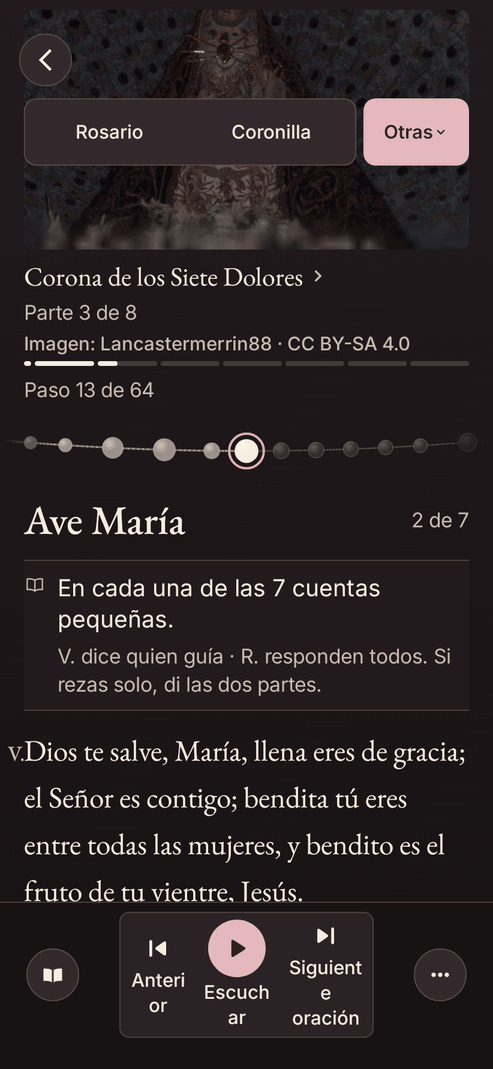 Rosario
Coronilla
Otras
Corona de los Siete Dolores
Parte 3 de 8
Imagen: Lancastermerrin88 · CC BY-SA 4.0
Paso 13 de 64
Ave María
2 de 7
En cada una de las 7 cuentas
pequeñas.
V. dice quien guía · R. responden todos. Si
rezas solo, di las dos partes.
V. Dios te salve, María, llena eres de gracia;
el Señor es contigo; bendita tú eres
entre todas las mujeres, y bendito es el
fruto de tu vientre, Jesús.
Anteri
or
Escuch
ar
Siguient
e
oración